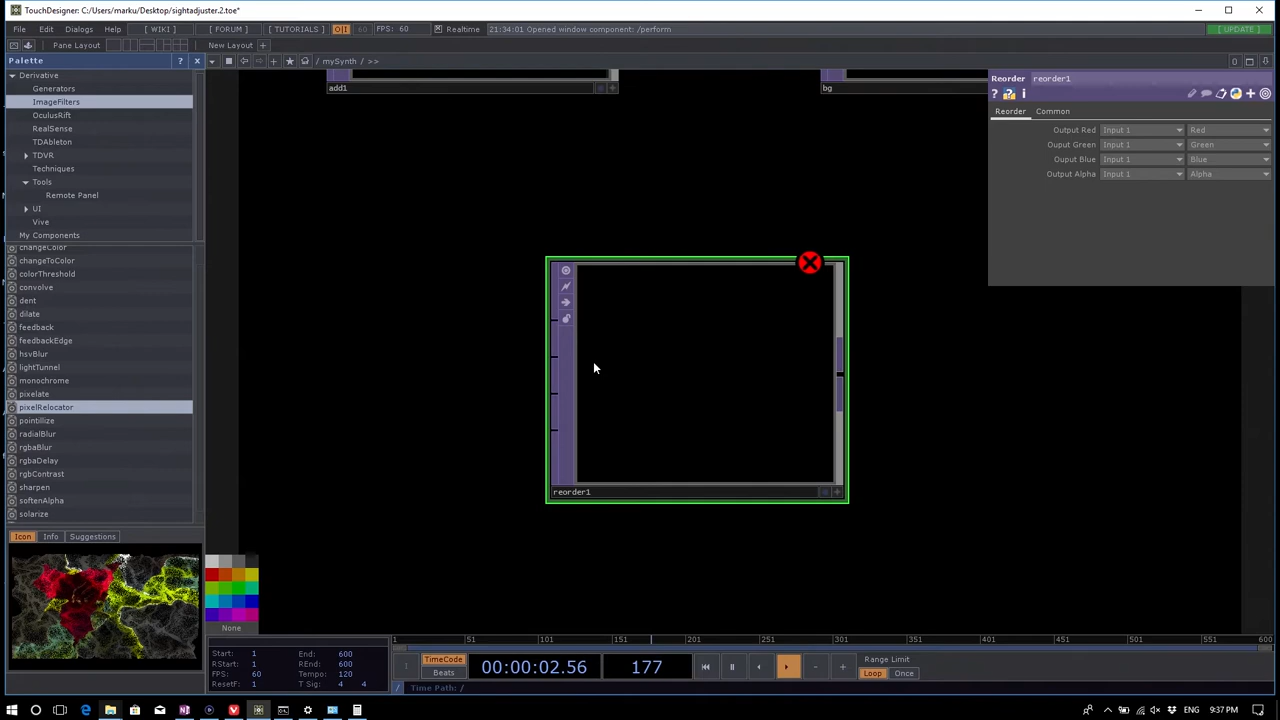 TouchDesigner: C:/Users/marku/Desktop/sightadjuster.2.toe*
File Edit Dialogs [ WIKI ] [ FORUM ] [ TUTORIALS ] O|I 60 FPS: 60 Realtime 21:34:01 Opened window component: /perform [ UPDATE ]
Pane Layout New Layout +
Palette ? x / mySynth / >> 0
Derivative
Generators
ImageFilters
OculusRift
RealSense
TDAbleton
TDVR
Techniques
Tools
Remote Panel
UI
Vive
My Components
changeColor
changeToColor
colorThreshold
convolve
dent
dilate
feedback
feedbackEdge
hsvBlur
lightTunnel
monochrome
pixelate
pixelRelocator
pointillize
radialBlur
rgbaBlur
rgbaDelay
rgbContrast
sharpen
softenAlpha
solarize
Icon Info Suggestions
add1
bg
reorder1
Reorder reorder1
? ? i
Reorder Common
Output Red Input 1 Red
Ouput Green Input 1 Green
Ouput Blue Input 1 Blue
Output Alpha Input 1 Alpha
None
1 51 101 151 201 251 301 351 401 451 501 551 600
Start: 1 End: 600
RStart: 1 REnd: 600
FPS: 60 Tempo: 120
ResetF: 1 T Sig: 4 4
TimeCode
Beats
00:00:02.56 177
Range Limit
Loop Once
/ Time Path: /
ENG 9:37 PM